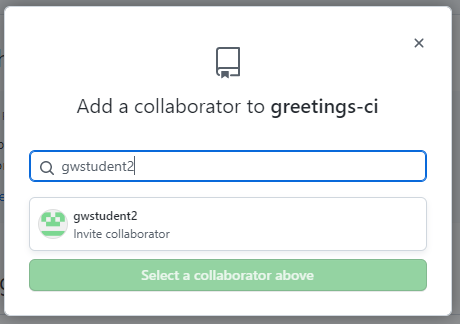 Add a collaborator to greetings-ci
gwstudent2
gwstudent2
Invite collaborator
Select a collaborator above